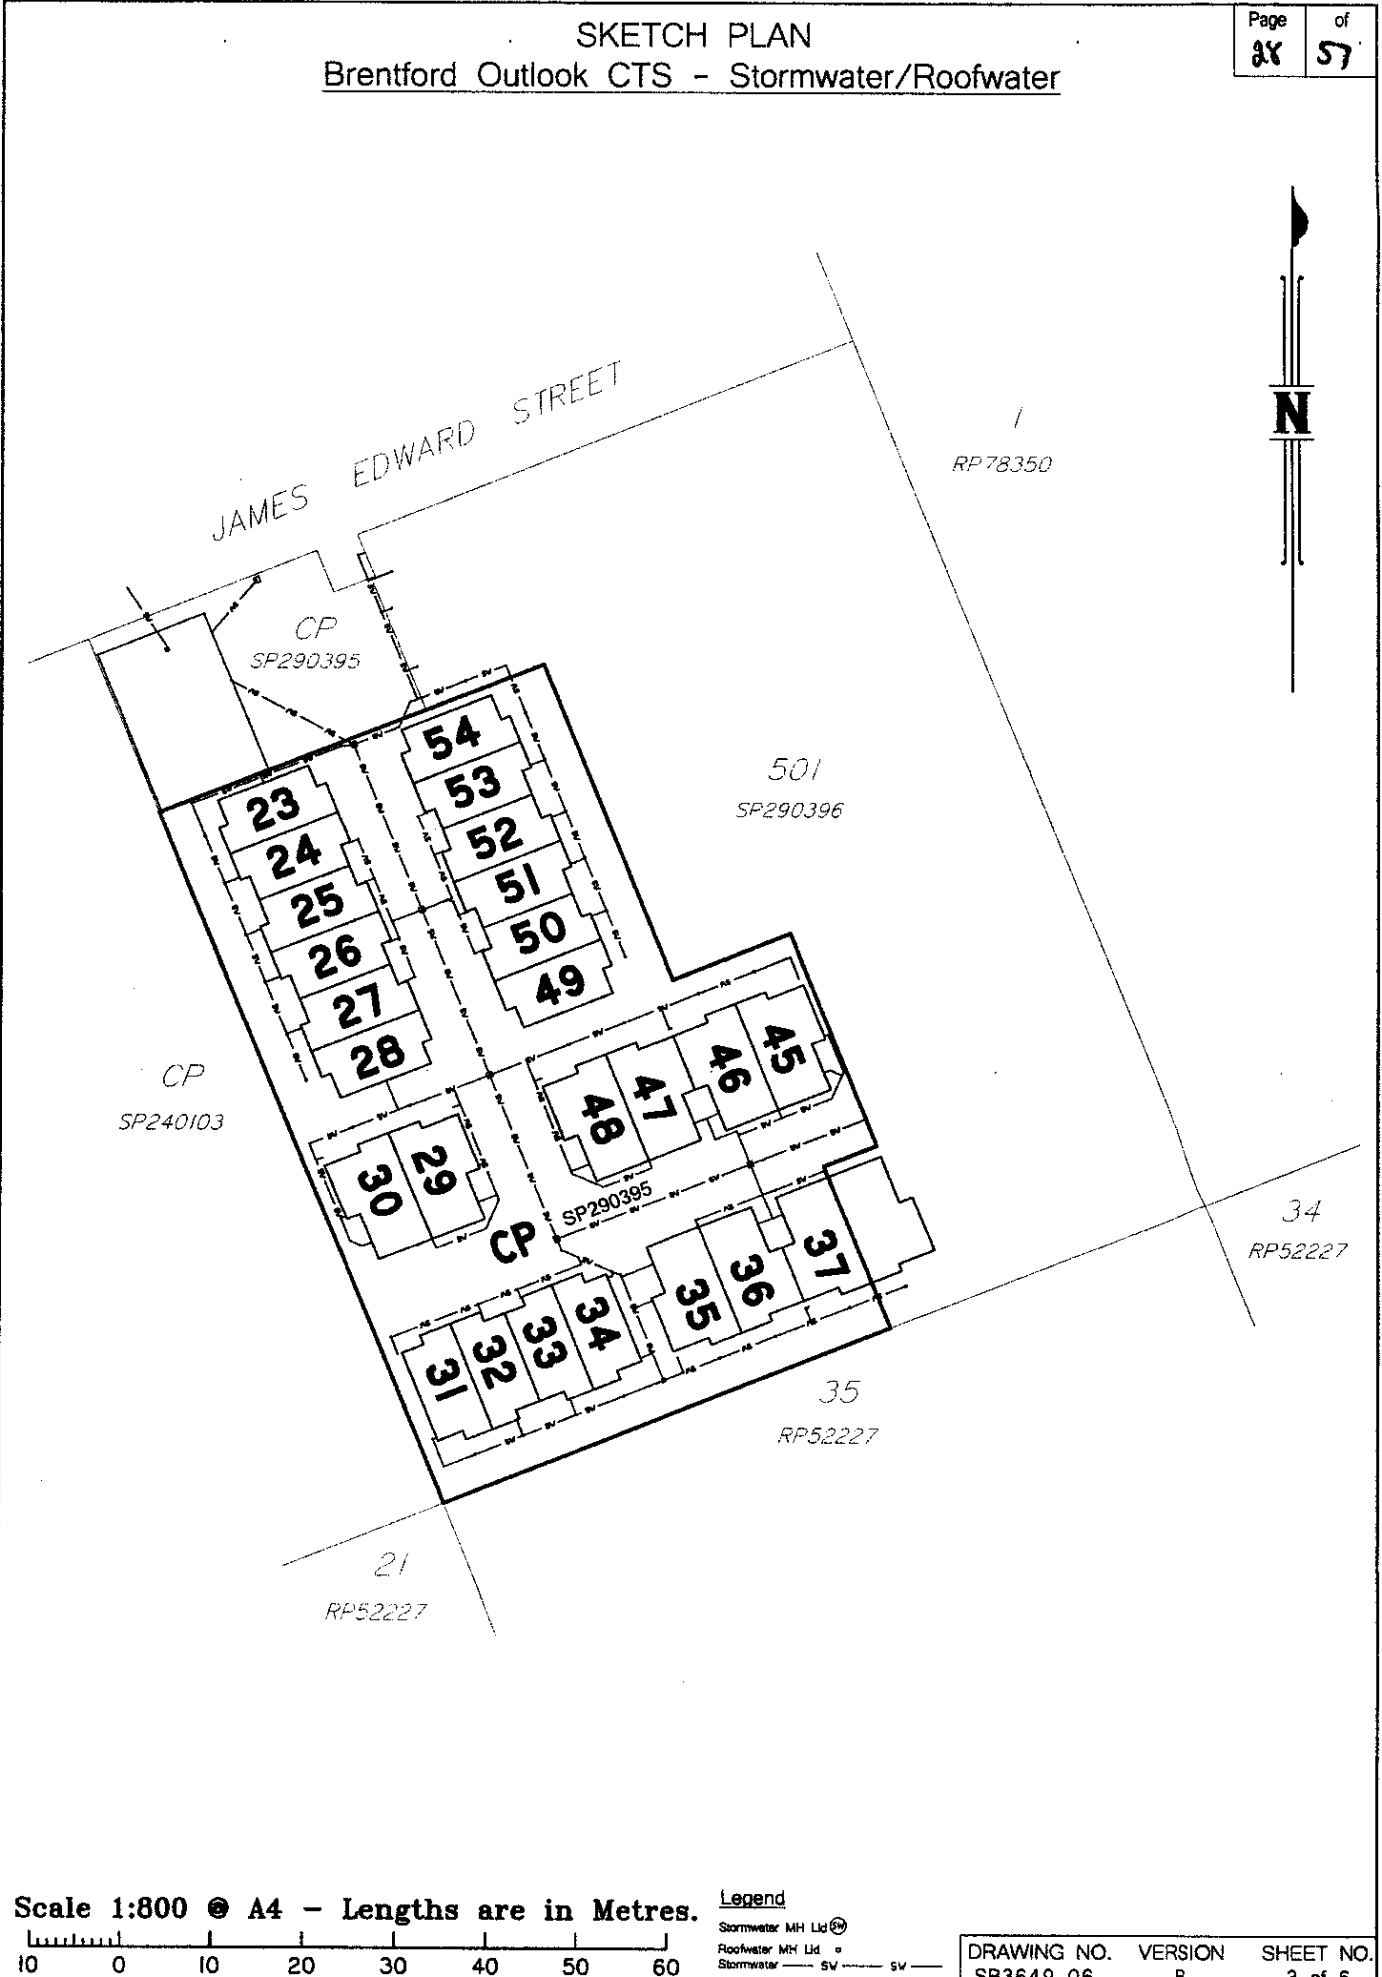 SKETCH PLAN
Brentford Outlook CTS - Stormwater/Roofwater
Page of
28 57
JAMES EDWARD STREET
N
1
RP78350
CP
SP290395
54
53
52
51
50
49
23
24
25
26
27
28
501
SP290396
CP
SP240103
45
46
47
48
29
30
SP290395
CP
34
RP52227
37
36
35
34
33
32
31
35
RP52227
21
RP52227
Scale 1:800 @ A4 - Lengths are in Metres.
10 0 10 20 30 40 50 60
Legend
Stormwater MH Lid SW
Roofwater MH Lid
Stormwater SW SW
DRAWING NO. VERSION SHEET NO.